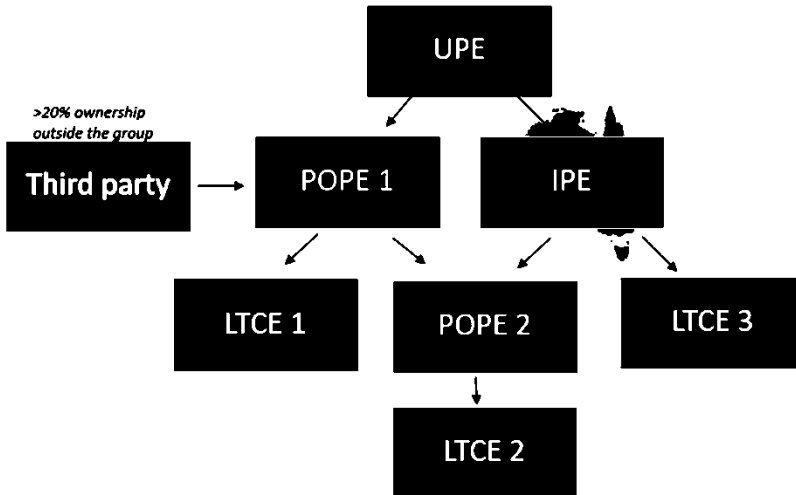 UPE
>20% ownership
outside the group
Third party
POPE 1
IPE
LTCE 1
POPE 2
LTCE 3
LTCE 2